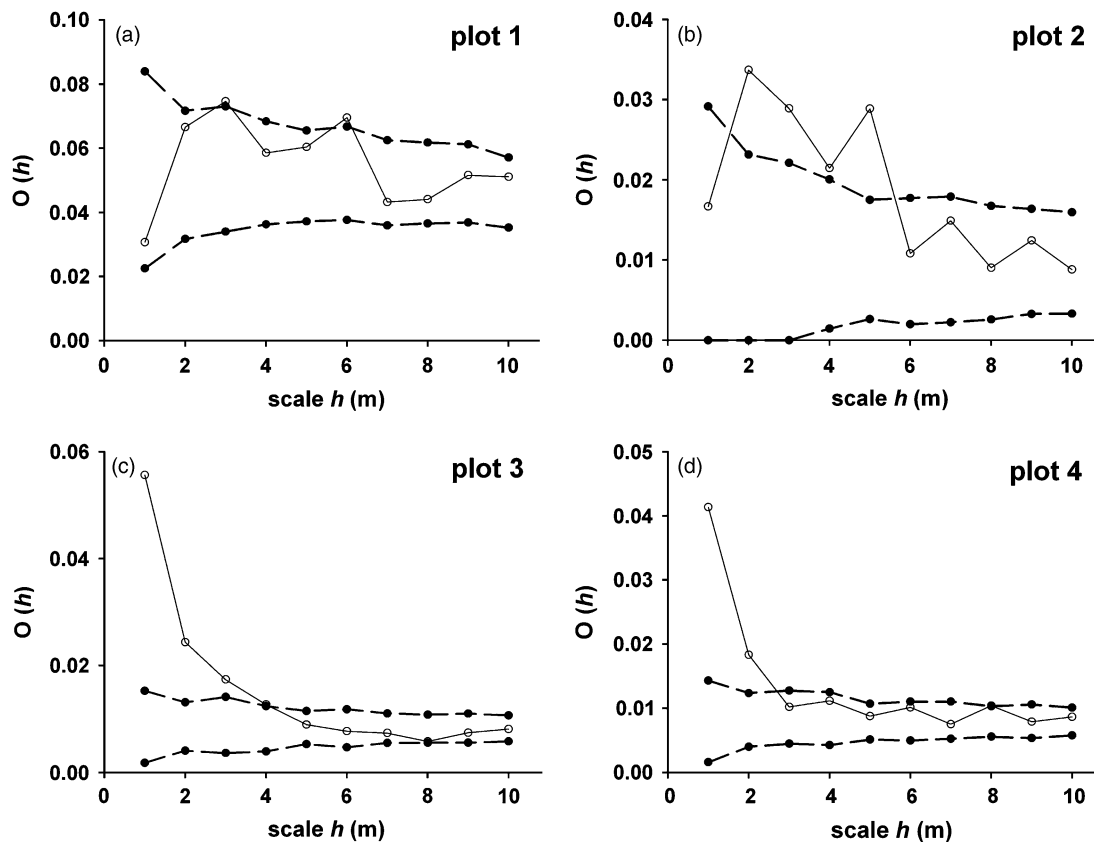 (a) plot 1
O (h)
0.10
0.08
0.06
0.04
0.02
0.00
0 2 4 6 8 10
scale h (m)
(b) plot 2
O (h)
0.04
0.03
0.02
0.01
0.00
0 2 4 6 8 10
scale h (m)
(c) plot 3
O (h)
0.06
0.04
0.02
0.00
0 2 4 6 8 10
scale h (m)
(d) plot 4
O (h)
0.05
0.04
0.03
0.02
0.01
0.00
0 2 4 6 8 10
scale h (m)